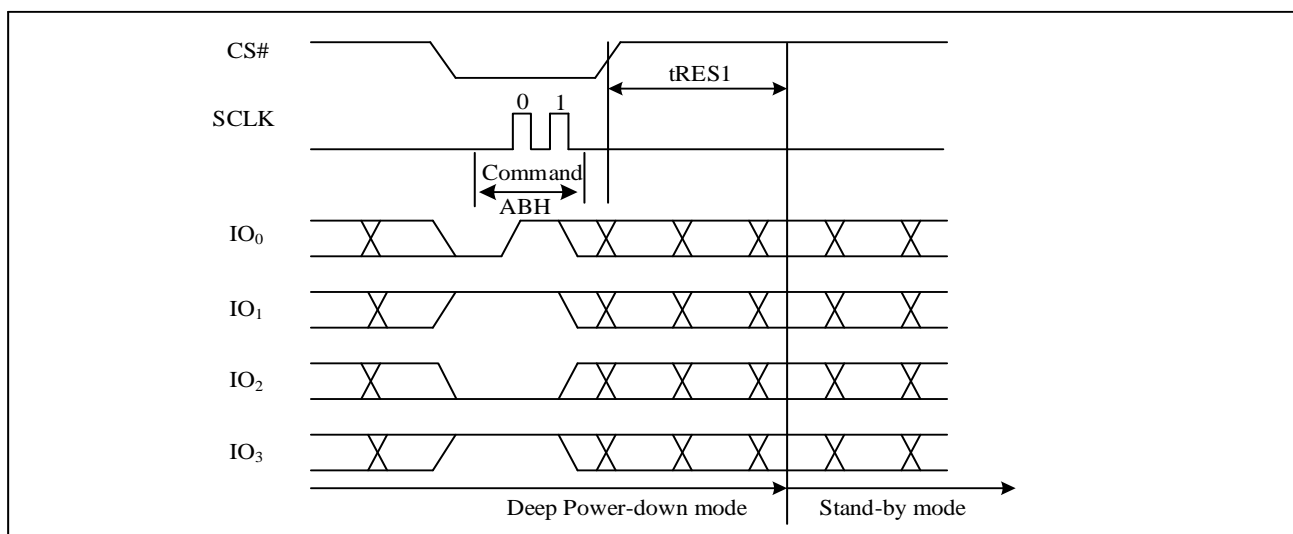 CS#
tRES1
SCLK
0 1
Command
ABH
IO₀
IO₁
IO₂
IO₃
Deep Power-down mode
Stand-by mode